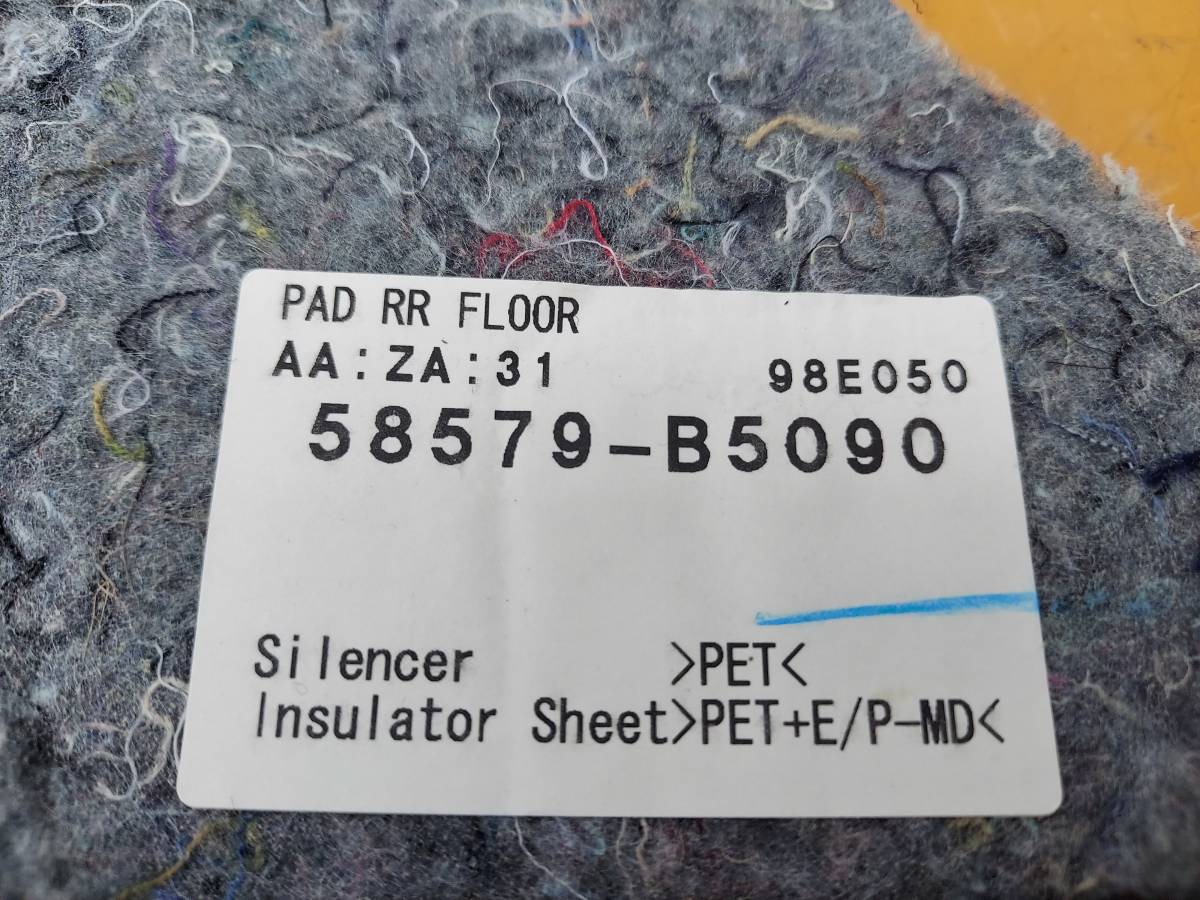 PAD RR FLOOR
AA:ZA:31 98E050
58579-B5090
Silencer >PET<
Insulator Sheet>PET+E/P-MD<